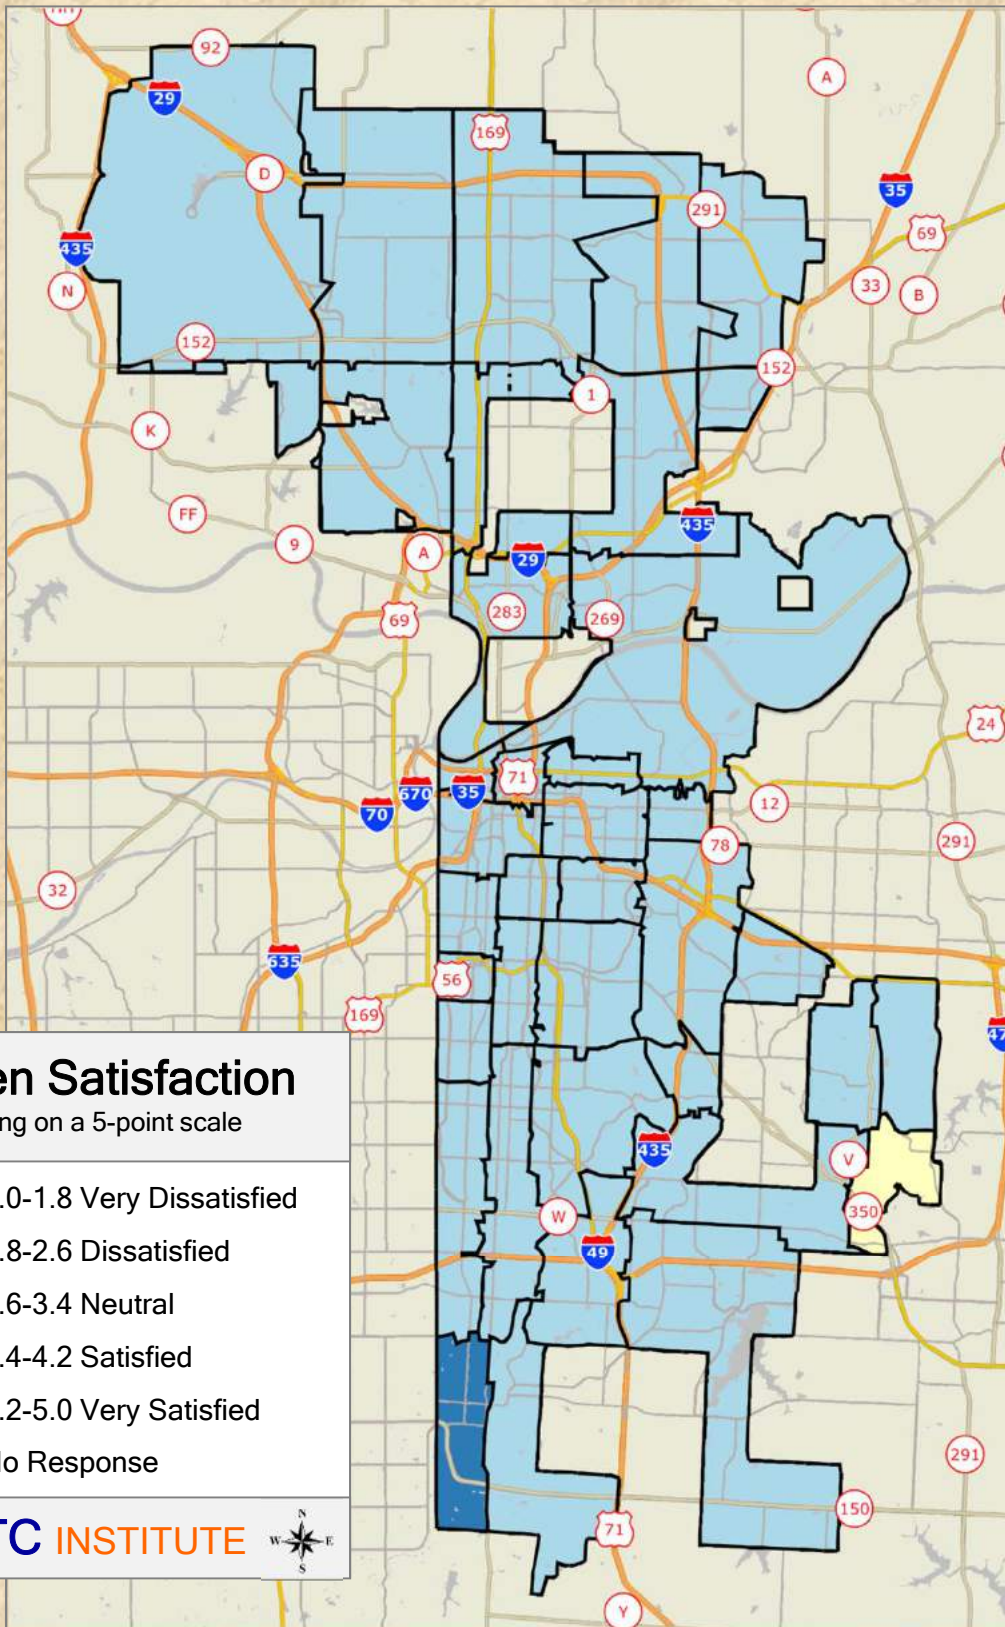 92
29
169
A
D
291
35
69
435
N
33
B
152
152
1
K
FF
9
A
435
29
283
269
69
24
71
670
35
70
12
78
291
32
635
56
169
47
en Satisfaction
ng on a 5-point scale
.0-1.8 Very Dissatisfied
.8-2.6 Dissatisfied
.6-3.4 Neutral
.4-4.2 Satisfied
.2-5.0 Very Satisfied
lo Response
TC INSTITUTE
N
W E
S
435
V
350
W
49
291
150
71
Y